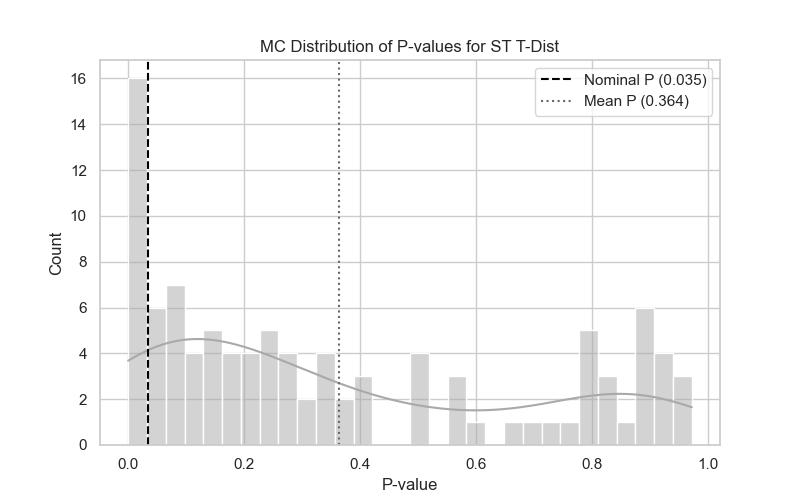 MC Distribution of P-values for ST T-Dist
Nominal P (0.035)
Mean P (0.364)
Count
16
14
12
10
8
6
4
2
0
0.0 0.2 0.4 0.6 0.8 1.0
P-value